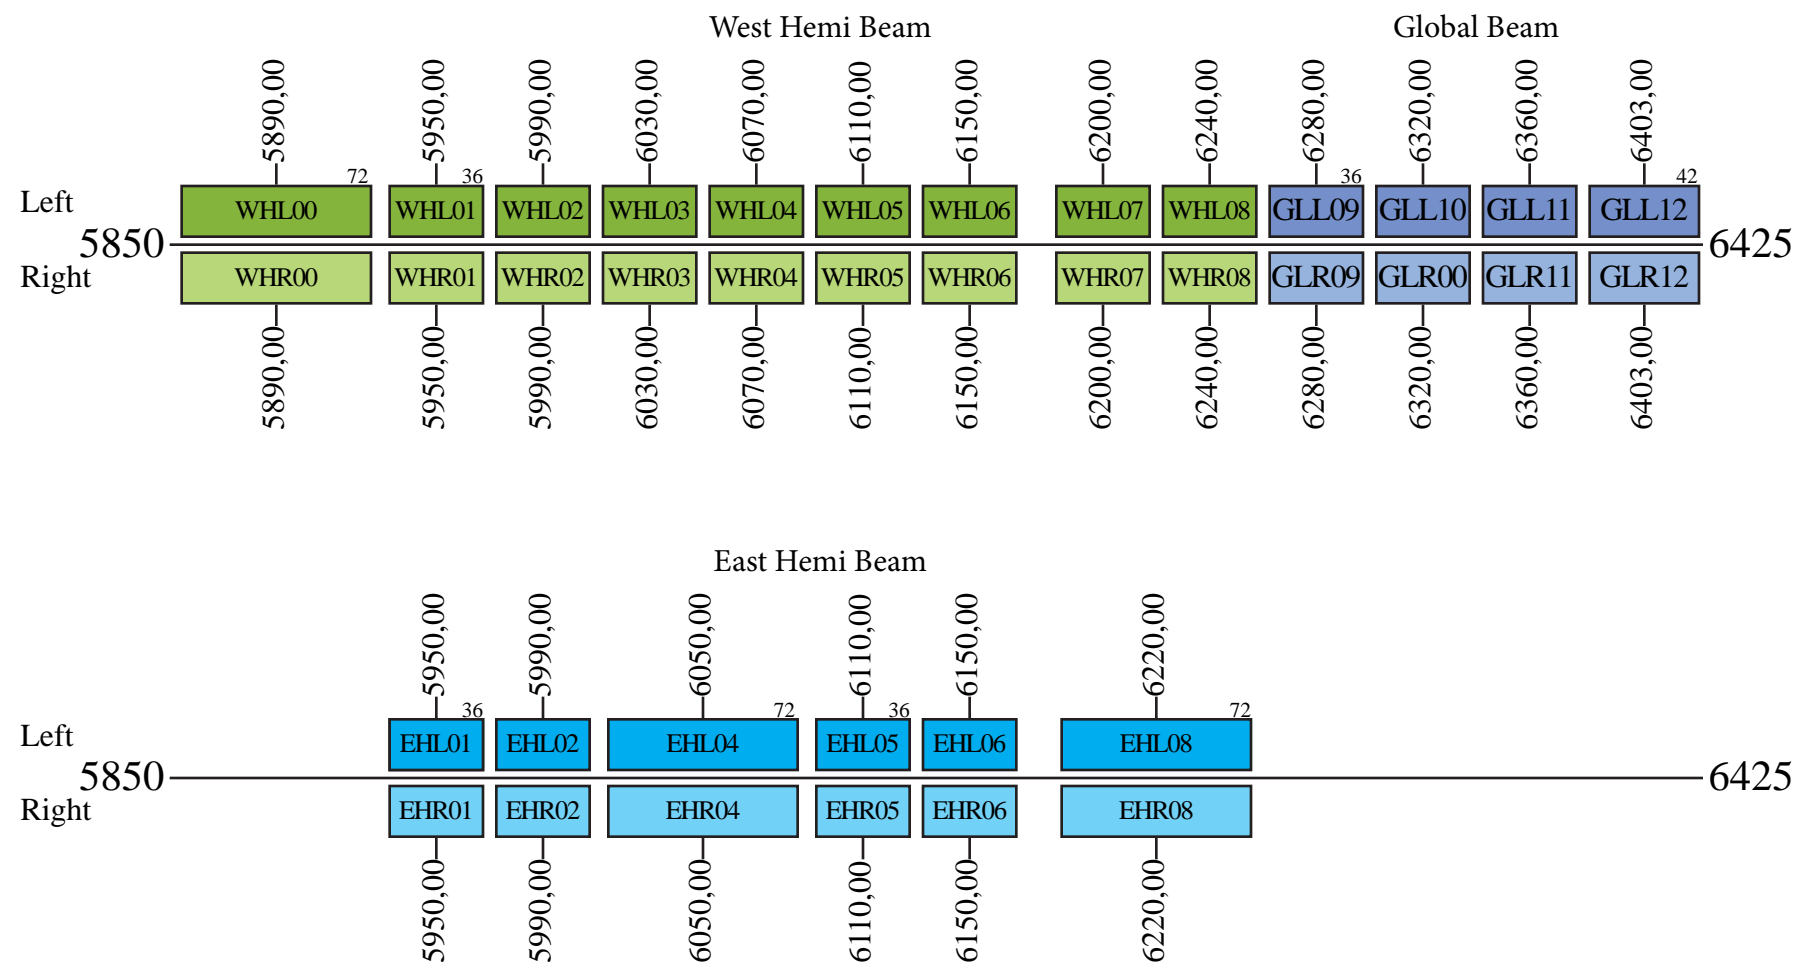 West Hemi Beam Global Beam
5890,00 5950,00 5990,00 6030,00 6070,00 6110,00 6150,00 6200,00 6240,00 6280,00 6320,00 6360,00 6403,00
72 36 36 42
Left WHL00 WHL01 WHL02 WHL03 WHL04 WHL05 WHL06 WHL07 WHL08 GLL09 GLL10 GLL11 GLL12
5850 6425
Right WHR00 WHR01 WHR02 WHR03 WHR04 WHR05 WHR06 WHR07 WHR08 GLR09 GLR00 GLR11 GLR12
5890,00 5950,00 5990,00 6030,00 6070,00 6110,00 6150,00 6200,00 6240,00 6280,00 6320,00 6360,00 6403,00
East Hemi Beam
5950,00 5990,00 6050,00 6110,00 6150,00 6220,00
36 72 36 72
Left EHL01 EHL02 EHL04 EHL05 EHL06 EHL08
5850 6425
Right EHR01 EHR02 EHR04 EHR05 EHR06 EHR08
5950,00 5990,00 6050,00 6110,00 6150,00 6220,00